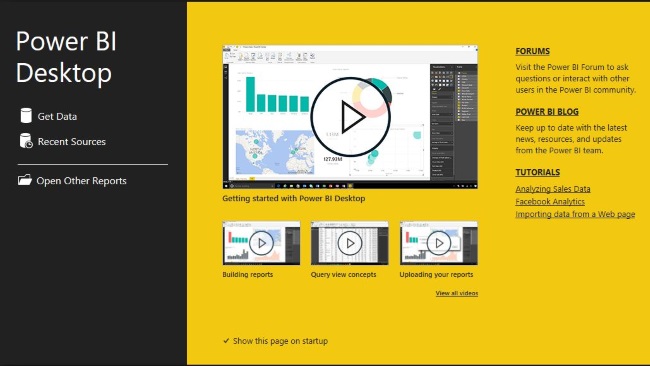 Power BI
Desktop
Get Data
Recent Sources
Open Other Reports
127.93M
Getting started with Power BI Desktop
Building reports
Query view concepts
Uploading your reports
View all videos
✓ Show this page on startup
FORUMS
Visit the Power BI Forum to ask
questions or interact with other
users in the Power BI community.
POWER BI BLOG
Keep up to date with the latest
news, resources, and updates
from the Power BI team.
TUTORIALS
Analyzing Sales Data
Facebook Analytics
Importing data from a Web page